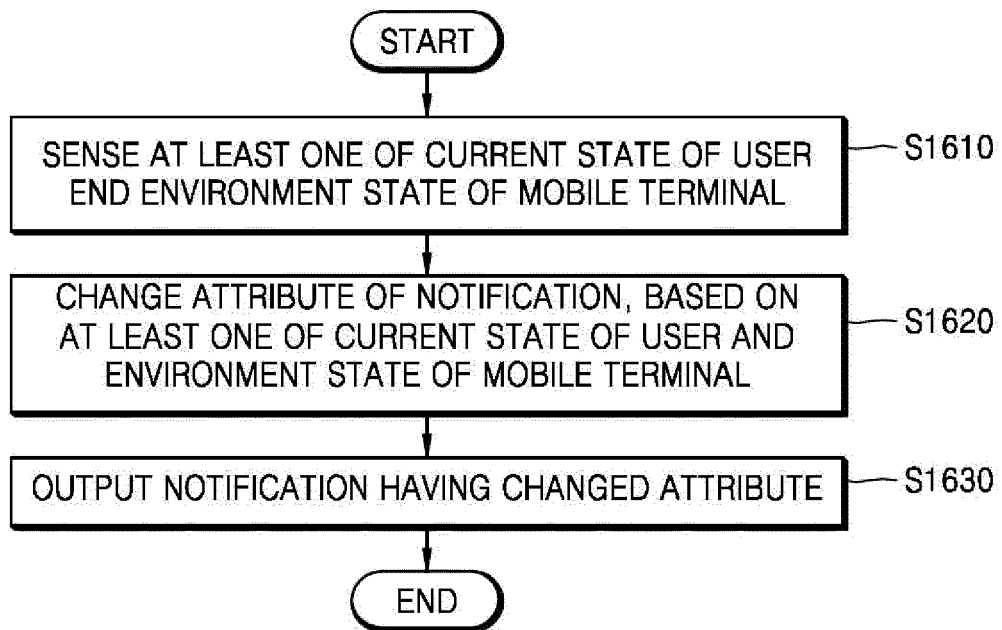 START
SENSE AT LEAST ONE OF CURRENT STATE OF USER
END ENVIRONMENT STATE OF MOBILE TERMINAL
S1610
CHANGE ATTRIBUTE OF NOTIFICATION, BASED ON
AT LEAST ONE OF CURRENT STATE OF USER AND
ENVIRONMENT STATE OF MOBILE TERMINAL
S1620
OUTPUT NOTIFICATION HAVING CHANGED ATTRIBUTE
S1630
END